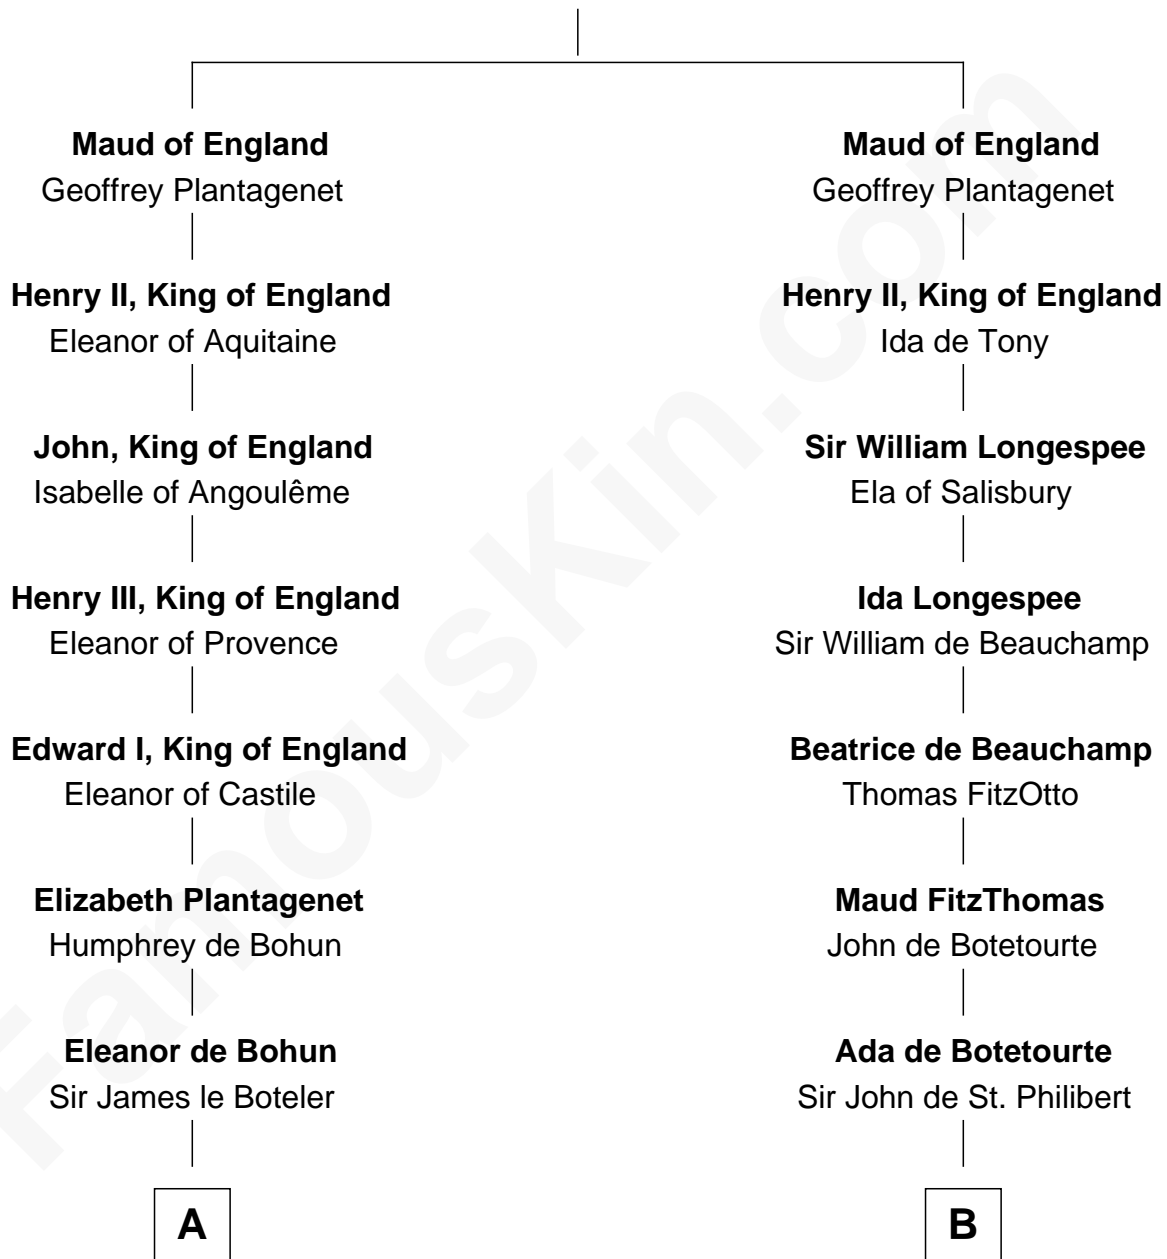 Maud of England
Geoffrey Plantagenet
Henry II, King of England
Eleanor of Aquitaine
John, King of England
Isabelle of Angoulême
Henry III, King of England
Eleanor of Provence
Edward I, King of England
Eleanor of Castile
Elizabeth Plantagenet
Humphrey de Bohun
Eleanor de Bohun
Sir James le Boteler
A
Maud of England
Geoffrey Plantagenet
Henry II, King of England
Ida de Tony
Sir William Longespee
Ela of Salisbury
Ida Longespee
Sir William de Beauchamp
Beatrice de Beauchamp
Thomas FitzOtto
Maud FitzThomas
John de Botetourte
Ada de Botetourte
Sir John de St. Philibert
B
FamousKin.com